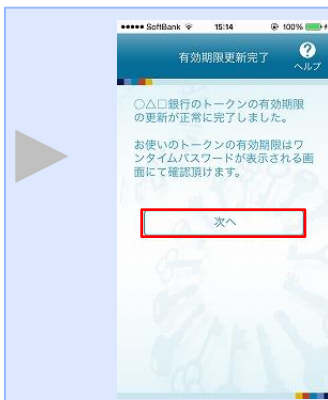 ●●●●● SoftBank 15:14 @ 100%
有効期限更新完了 ?
ヘルプ
○△□銀行のトークンの有効期限
の更新が正常に完了しました。
お使いのトークンの有効期限はワ
ンタイムパスワードが表示される画
面にて確認頂けます。
次へ